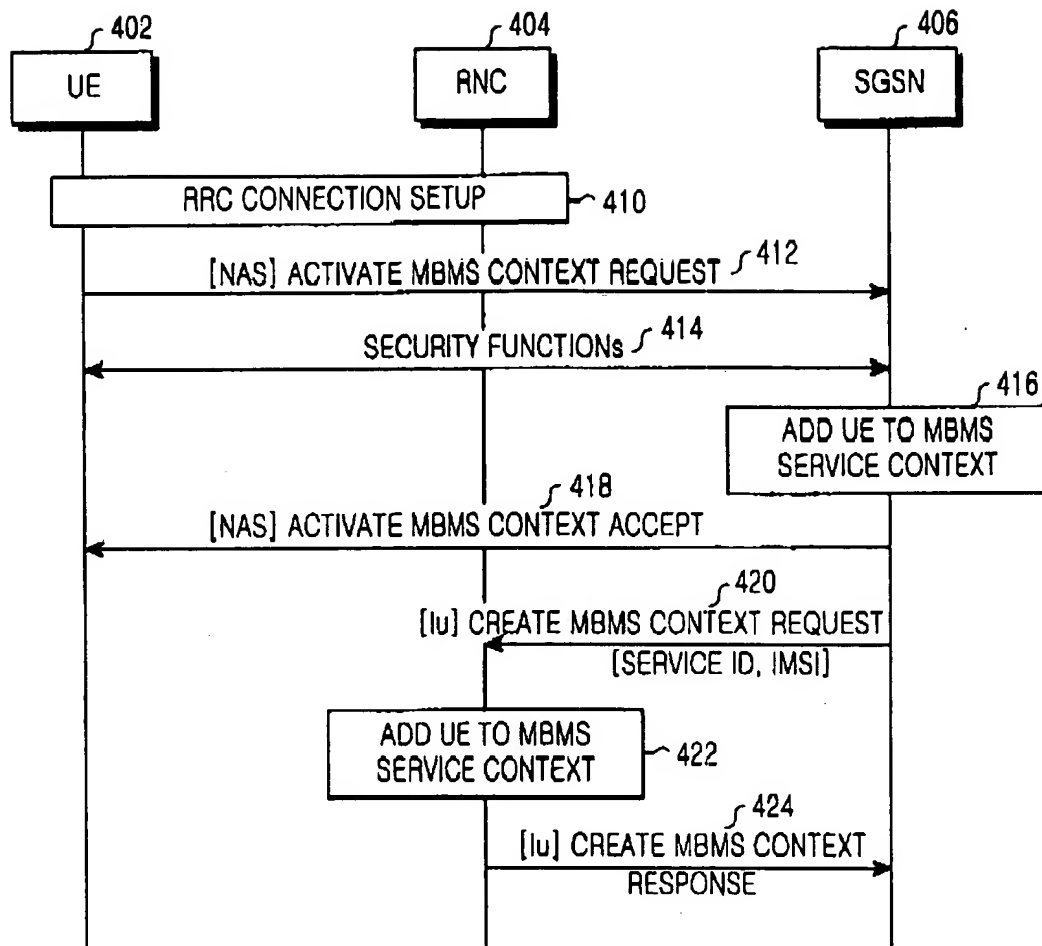 402
404
406
UE
RNC
SGSN
RRC CONNECTION SETUP
410
[NAS] ACTIVATE MBMS CONTEXT REQUEST
412
SECURITY FUNCTIONs
414
416
ADD UE TO MBMS
SERVICE CONTEXT
418
[NAS] ACTIVATE MBMS CONTEXT ACCEPT
420
[Iu] CREATE MBMS CONTEXT REQUEST
[SERVICE ID, IMSI]
ADD UE TO MBMS
SERVICE CONTEXT
422
424
[Iu] CREATE MBMS CONTEXT
RESPONSE